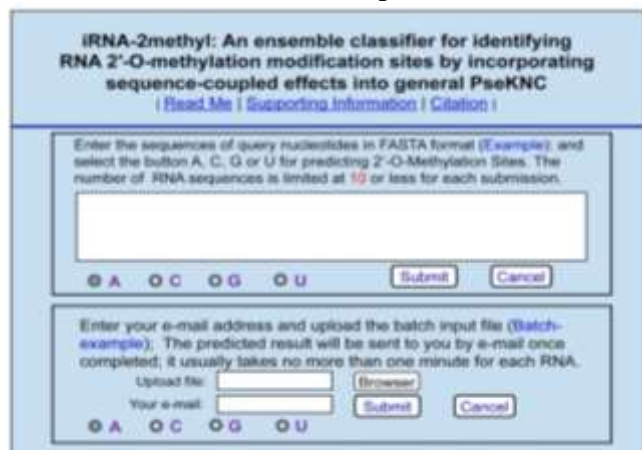 iRNA-2methyl: An ensemble classifier for identifying
RNA 2'-O-methylation modification sites by incorporating
sequence-coupled effects into general PseKNC
| Read Me | Supporting Information | Citation |
Enter the sequences of query nucleotides in FASTA format (Example): and
select the button A, C, G or U for predicting 2'-O-Methylation Sites. The
number of RNA sequences is limited at 10 or less for each submission.
A C G U Submit Cancel
Enter your e-mail address and upload the batch input file (Batch-
example); The predicted result will be sent to you by e-mail once
completed; it usually takes no more than one minute for each RNA.
Upload file: Browser
Your e-mail: Submit Cancel
A C G U